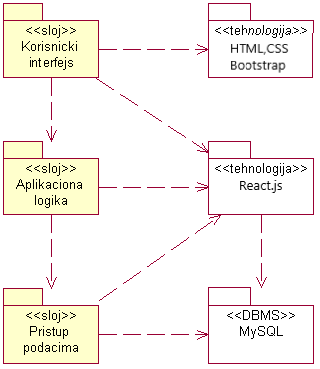 <<sloj>>
Korisnicki
interfejs
<<tehnologija>>
HTML,CSS
Bootstrap
<<sloj>>
Aplikaciona
logika
<<tehnologija>>
React.js
<<sloj>>
Pristup
podacima
<<DBMS>>
MySQL